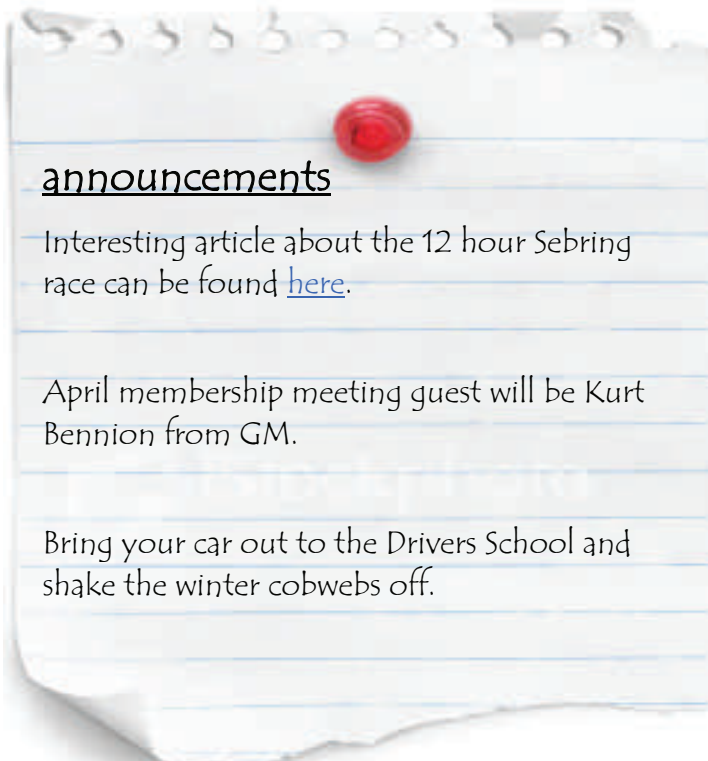 announcements
Interesting article about the 12 hour Sebring
race can be found here.
April membership meeting guest will be Kurt
Bennion from GM.
Bring your car out to the Drivers School and
shake the winter cobwebs off.